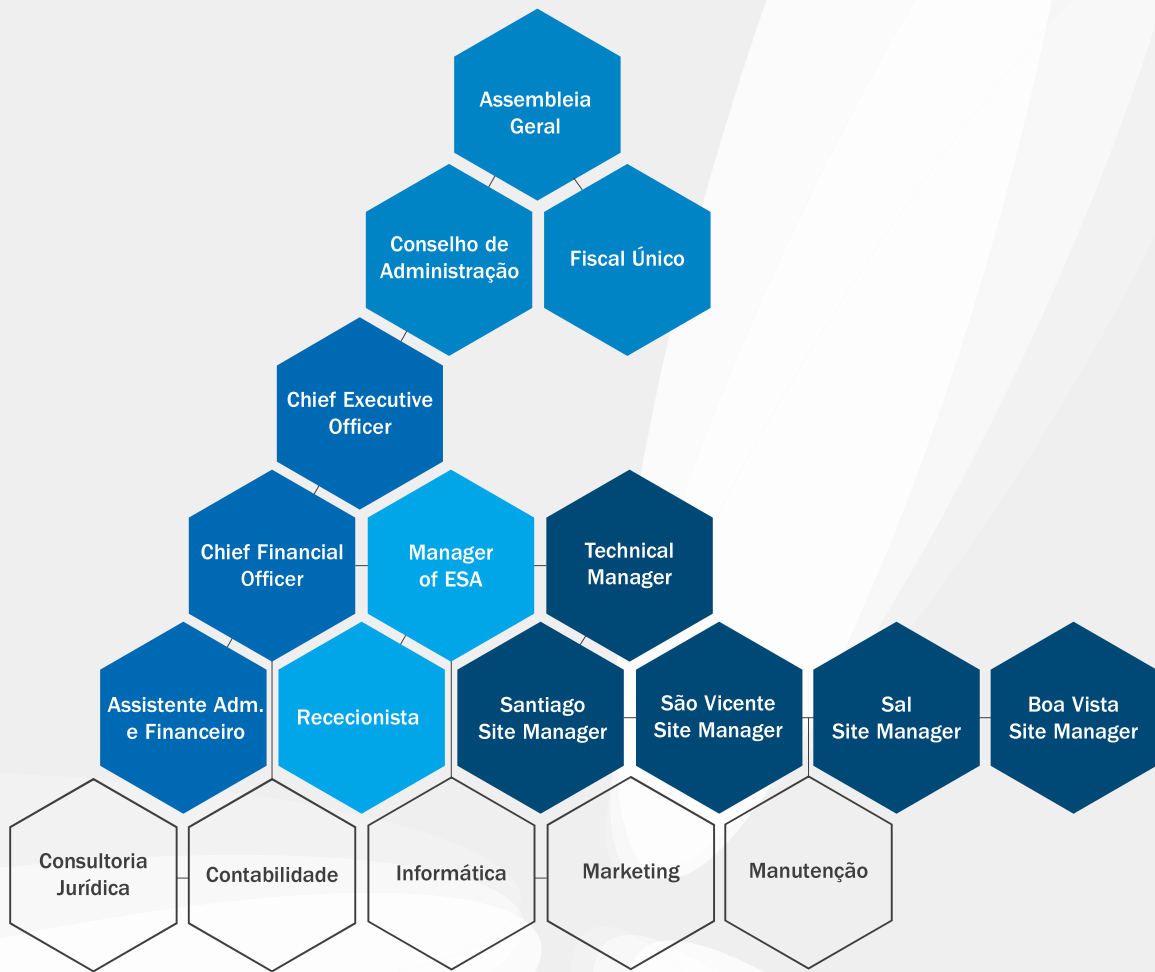 Assembleia
Geral
Conselho de
Administração
Fiscal Único
Chief Executive
Officer
Chief Financial
Officer
Manager
of ESA
Technical
Manager
Assistente Adm.
e Financeiro
Rececionista
Santiago
Site Manager
São Vicente
Site Manager
Sal
Site Manager
Boa Vista
Site Manager
Consultoria
Jurídica
Contabilidade
Informática
Marketing
Manutenção